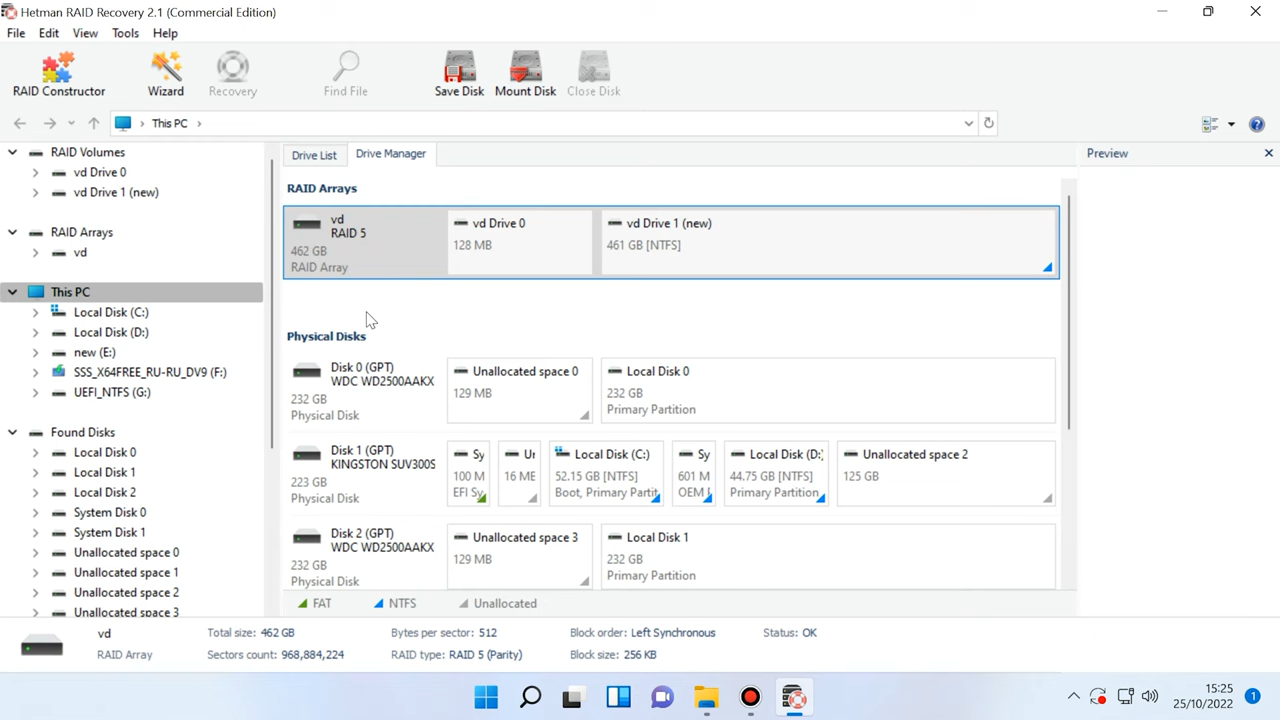 Hetman RAID Recovery 2.1 (Commercial Edition)
File Edit View Tools Help
RAID Constructor Wizard Recovery Find File Save Disk Mount Disk Close Disk
This PC
RAID Volumes
vd Drive 0
vd Drive 1 (new)
RAID Arrays
vd
This PC
Local Disk (C:)
Local Disk (D:)
new (E:)
SSS_X64FREE_RU-RU_DV9 (F:)
UEFI_NTFS (G:)
Found Disks
Local Disk 0
Local Disk 1
Local Disk 2
System Disk 0
System Disk 1
Unallocated space 0
Unallocated space 1
Unallocated space 2
Unallocated space 3
Drive List Drive Manager
RAID Arrays
vd
RAID 5
462 GB
RAID Array
vd Drive 0
128 MB
vd Drive 1 (new)
461 GB [NTFS]
Physical Disks
Disk 0 (GPT)
WDC WD2500AAKX
232 GB
Physical Disk
Unallocated space 0
129 MB
Local Disk 0
232 GB
Primary Partition
Disk 1 (GPT)
KINGSTON SUV300S
223 GB
Physical Disk
Sy
100 M
EFI Sy
Ur
16 ME
Local Disk (C:)
52.15 GB [NTFS]
Boot, Primary Partit
Sy
601 M
OEM
Local Disk (D:)
44.75 GB [NTFS]
Primary Partition
Unallocated space 2
125 GB
Disk 2 (GPT)
WDC WD2500AAKX
232 GB
Physical Disk
Unallocated space 3
129 MB
Local Disk 1
232 GB
Primary Partition
FAT NTFS Unallocated
Preview
vd
RAID Array
Total size: 462 GB
Sectors count: 968,884,224
Bytes per sector: 512
RAID type: RAID 5 (Parity)
Block order: Left Synchronous
Block size: 256 KB
Status: OK
15:25
25/10/2022
1